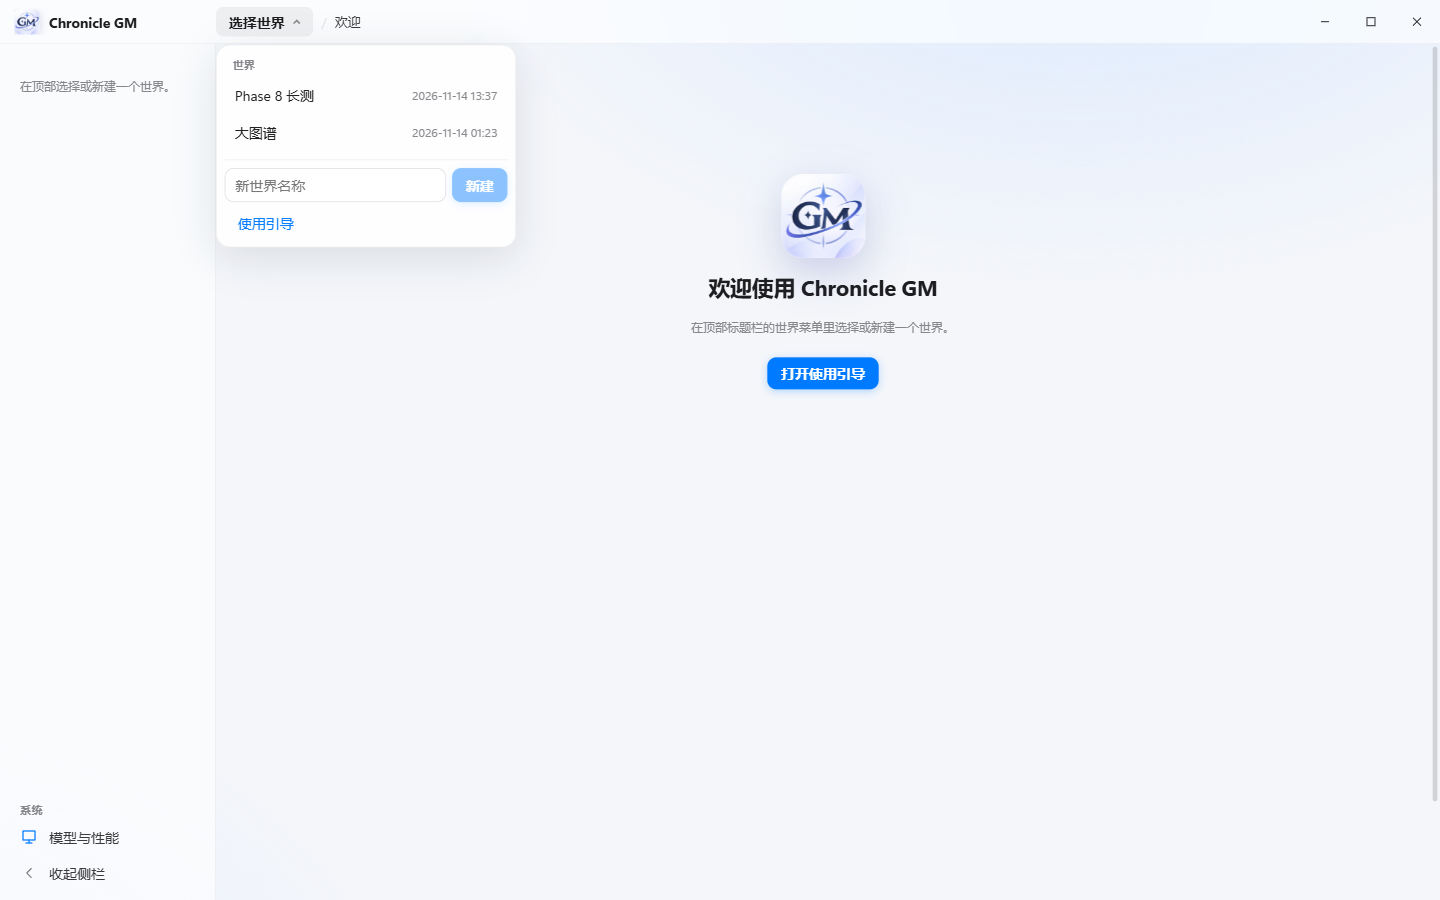 GM
Chronicle GM
选择世界 / 欢迎
在顶部选择或新建一个世界。
世界
Phase 8 长测 2026-11-14 13:37
大图谱 2026-11-14 01:23
新世界名称 新建
使用引导
GM
欢迎使用 Chronicle GM
在顶部标题栏的世界菜单里选择或新建一个世界。
打开使用引导
系统
模型与性能
收起侧栏